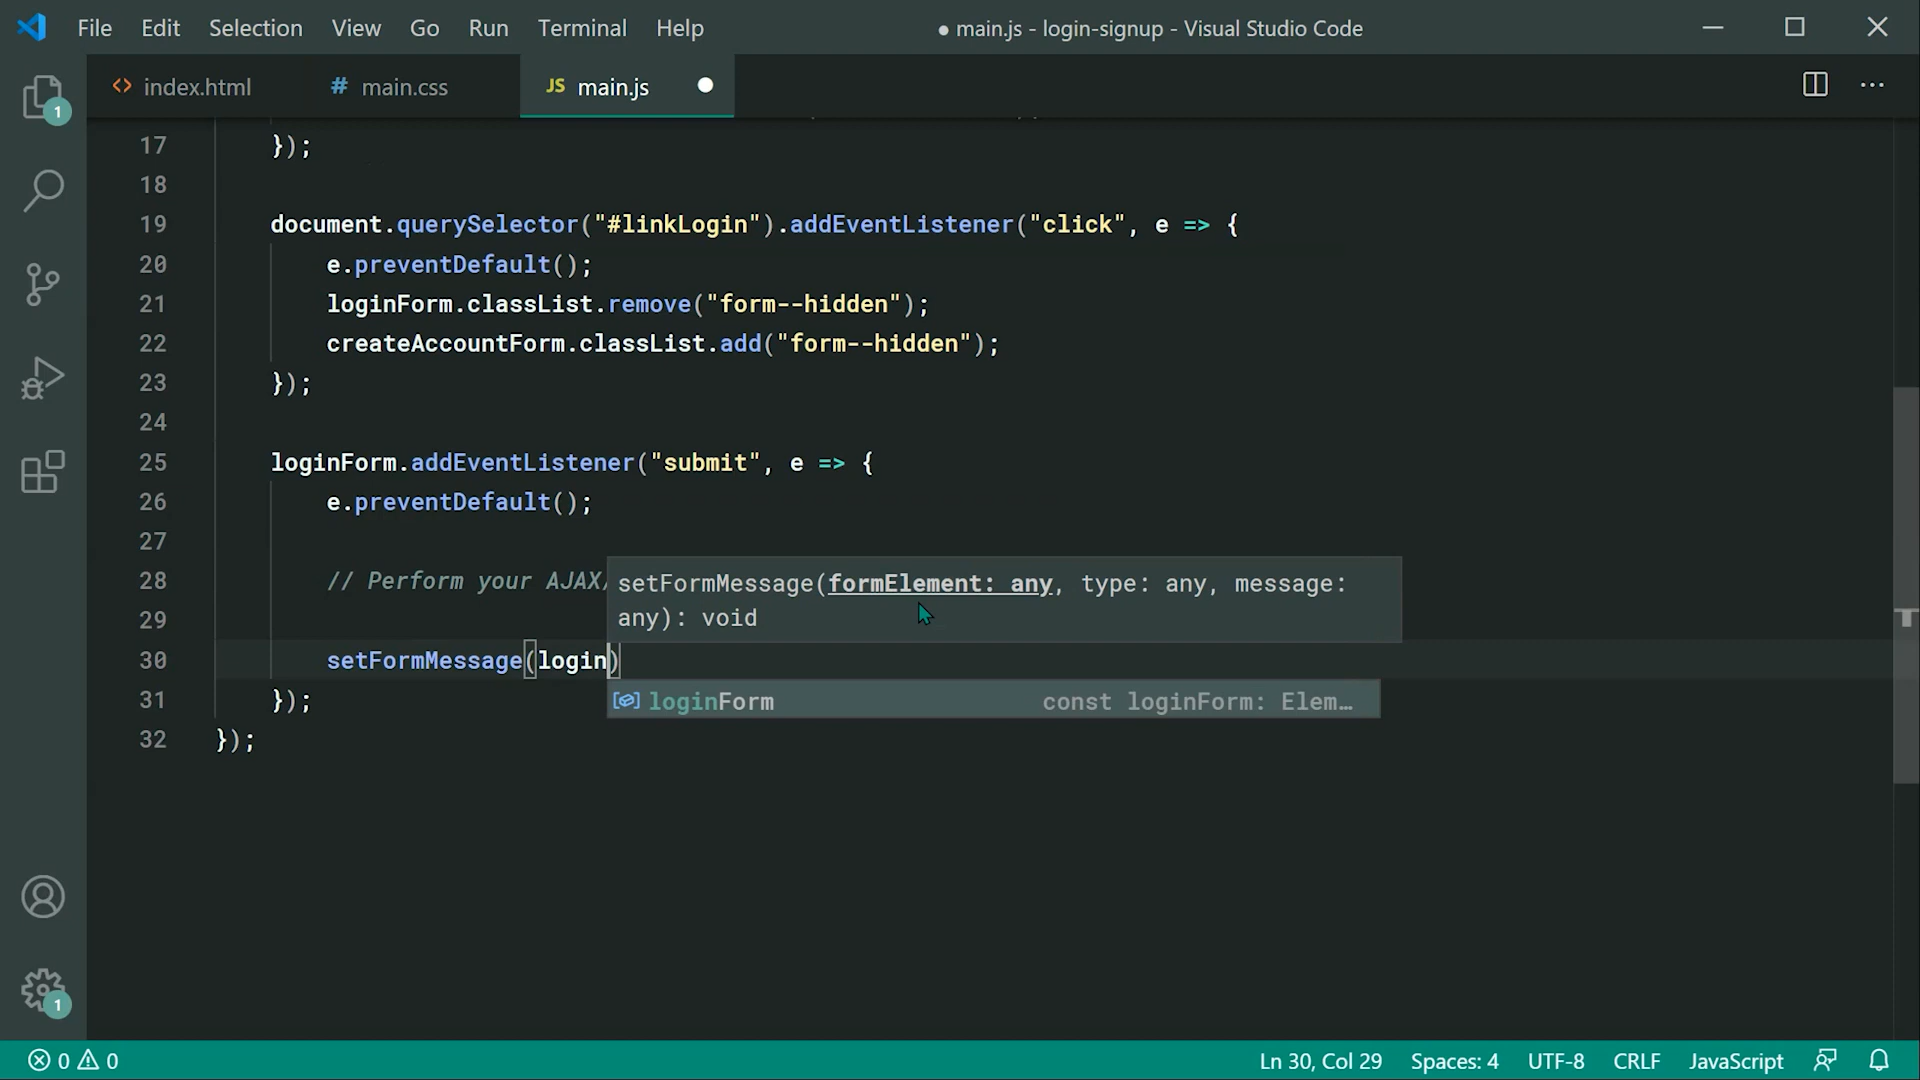 File Edit Selection View Go Run Terminal Help ● main.js - login-signup - Visual Studio Code
<> index.html # main.css JS main.js
1
17 });
18
19 document.querySelector("#linkLogin").addEventListener("click", e => {
20 e.preventDefault();
21 loginForm.classList.remove("form--hidden");
22 createAccountForm.classList.add("form--hidden");
23 });
24
25 loginForm.addEventListener("submit", e => {
26 e.preventDefault();
27
28 // Perform your AJAX/
setFormMessage(formElement: any, type: any, message:
any): void
29
30 setFormMessage(login)
loginForm const loginForm: Elem…
31 });
32 });
1
0 0 Ln 30, Col 29 Spaces: 4 UTF-8 CRLF JavaScript